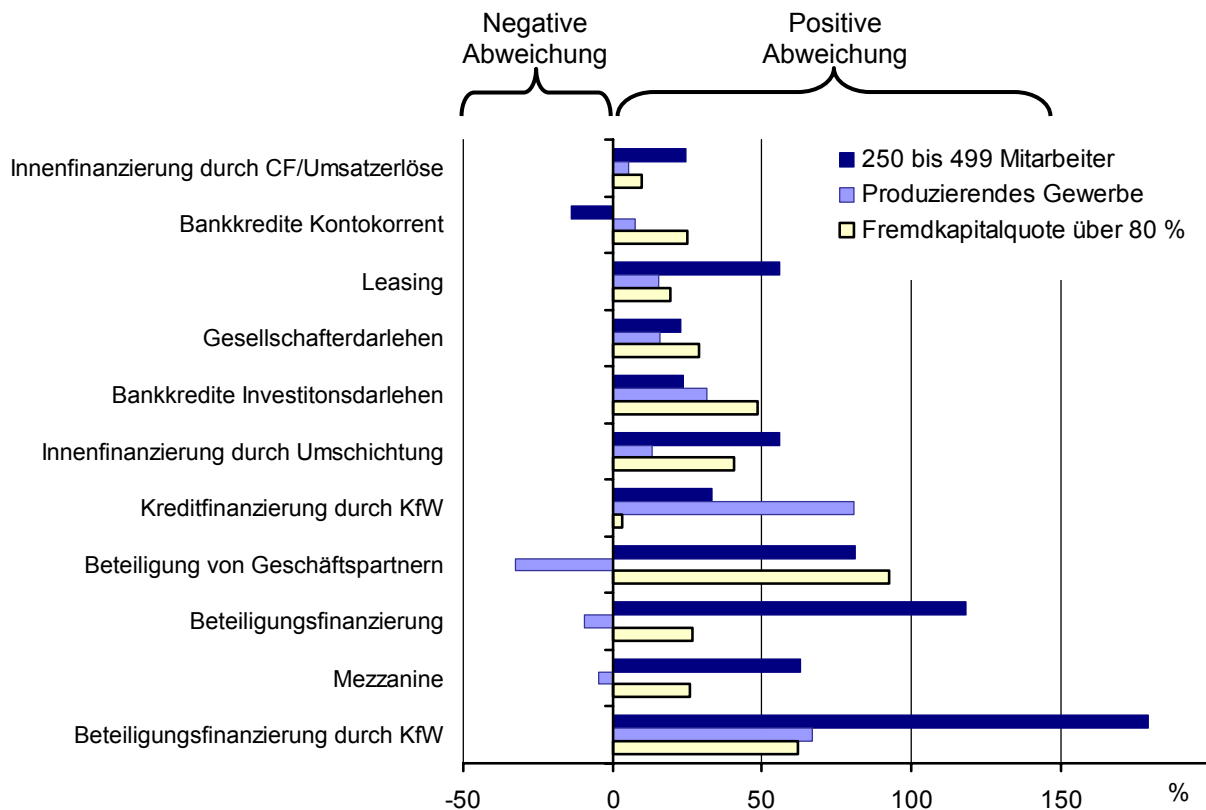 Negative
Abweichung
Positive
Abweichung
250 bis 499 Mitarbeiter
Produzierendes Gewerbe
Fremdkapitalquote über 80 %
Innenfinanzierung durch CF/Umsatzerlöse
Bankkredite Kontokorrent
Leasing
Gesellschafterdarlehen
Bankkredite Investitonsdarlehen
Innenfinanzierung durch Umschichtung
Kreditfinanzierung durch KfW
Beteiligung von Geschäftspartnern
Beteiligungsfinanzierung
Mezzanine
Beteiligungsfinanzierung durch KfW
-50 0 50 100 150 %